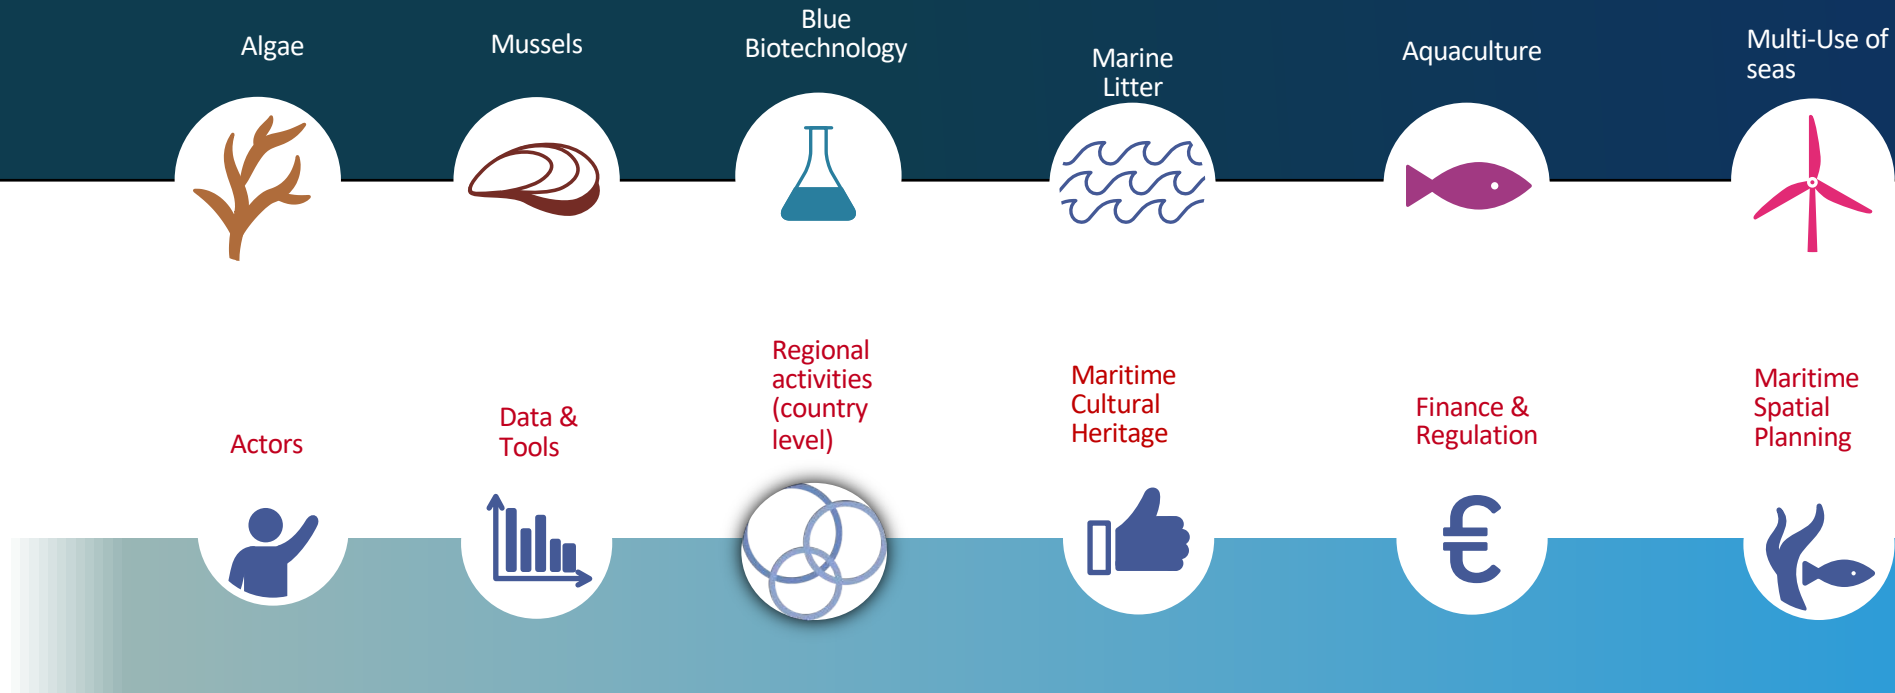 Algae
Mussels
Blue
Biotechnology
Marine
Litter
Aquaculture
Multi-Use of
seas
Actors
Data &
Tools
Regional
activities
(country
level)
Maritime
Cultural
Heritage
Finance &
Regulation
Maritime
Spatial
Planning